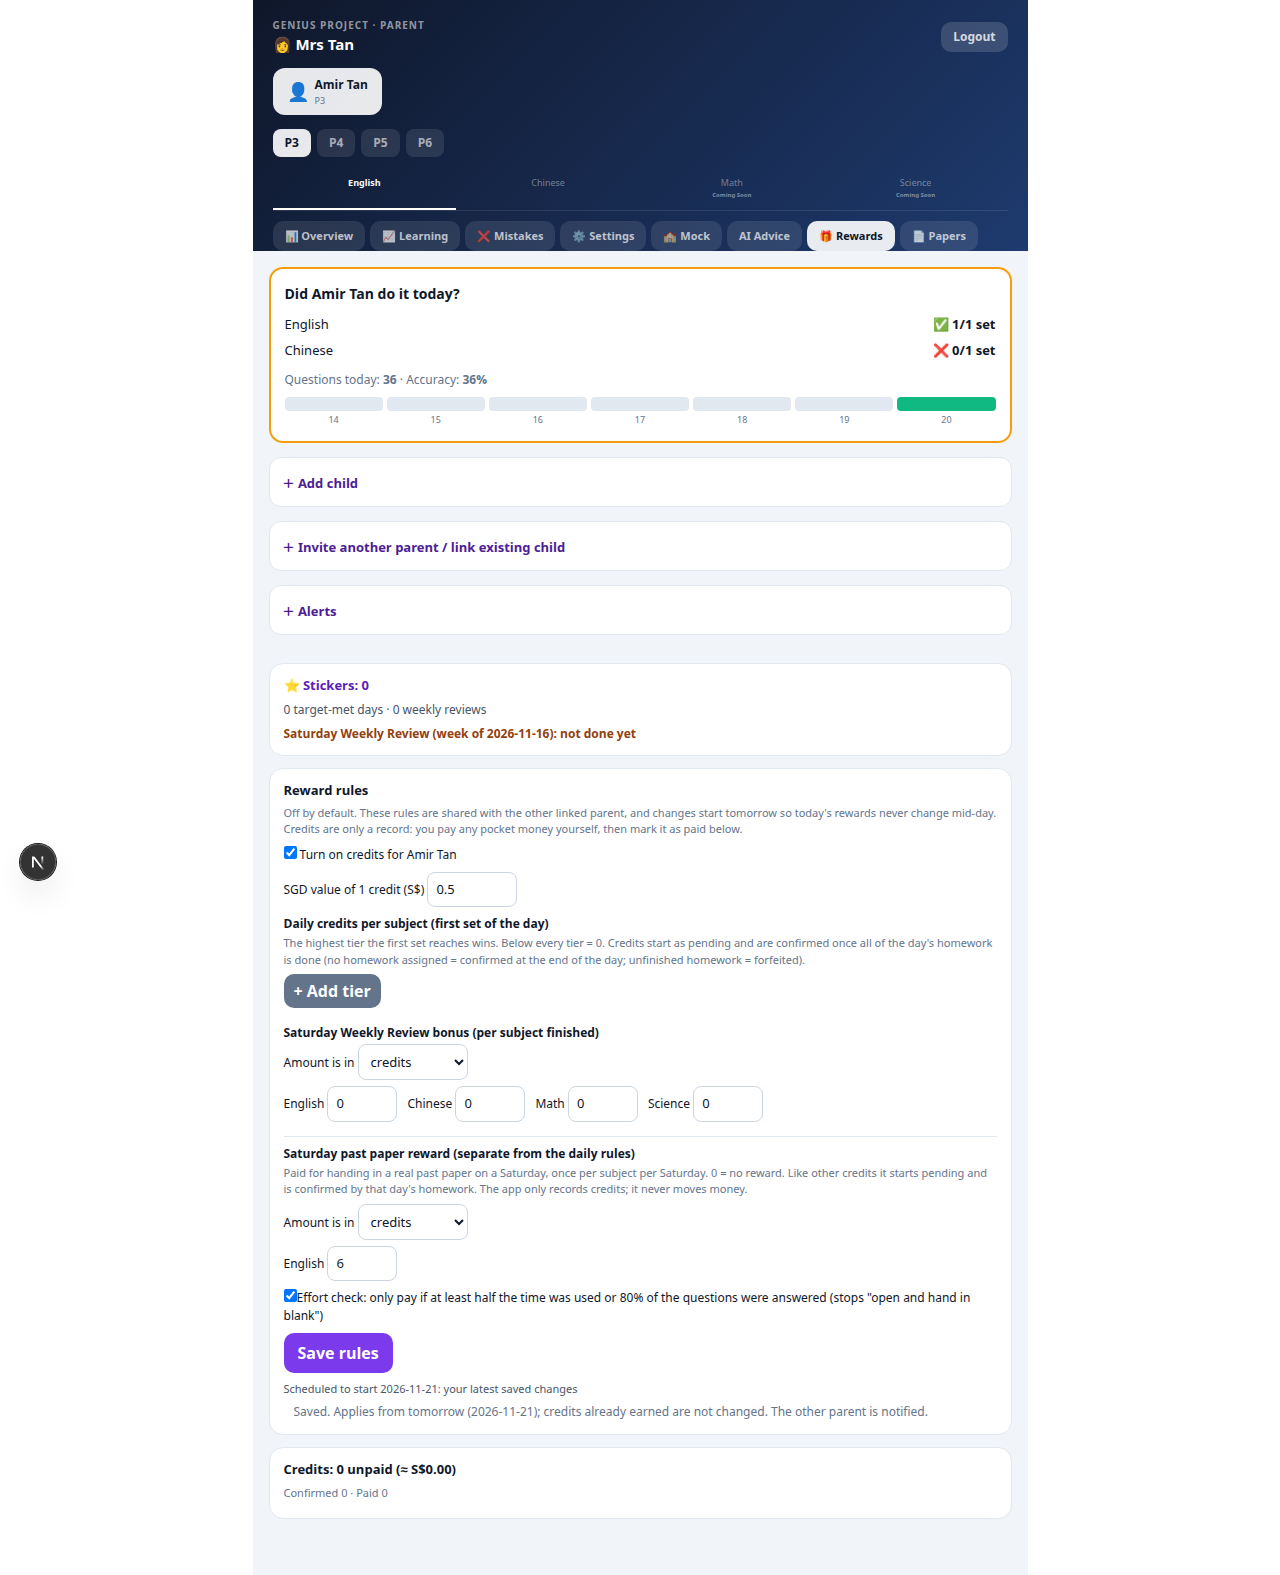 GENIUS PROJECT · PARENT
👩 Mrs Tan
Logout
👤 Amir Tan
P3
P3 P4 P5 P6
English Chinese Math Science
Coming Soon Coming Soon
📊 Overview 📈 Learning ❌ Mistakes ⚙️ Settings 🏫 Mock AI Advice 🎁 Rewards 📄 Papers
Did Amir Tan do it today?
English ✅ 1/1 set
Chinese ❌ 0/1 set
Questions today: 36 · Accuracy: 36%
14 15 16 17 18 19 20
+ Add child
+ Invite another parent / link existing child
+ Alerts
⭐ Stickers: 0
0 target-met days · 0 weekly reviews
Saturday Weekly Review (week of 2026-11-16): not done yet
Reward rules
Off by default. These rules are shared with the other linked parent, and changes start tomorrow so today's rewards never change mid-day.
Credits are only a record: you pay any pocket money yourself, then mark it as paid below.
Turn on credits for Amir Tan
SGD value of 1 credit (S$) 0.5
Daily credits per subject (first set of the day)
The highest tier the first set reaches wins. Below every tier = 0. Credits start as pending and are confirmed once all of the day's homework
is done (no homework assigned = confirmed at the end of the day; unfinished homework = forfeited).
+ Add tier
Saturday Weekly Review bonus (per subject finished)
Amount is in credits
English 0 Chinese 0 Math 0 Science 0
Saturday past paper reward (separate from the daily rules)
Paid for handing in a real past paper on a Saturday, once per subject per Saturday. 0 = no reward. Like other credits it starts pending and
is confirmed by that day's homework. The app only records credits; it never moves money.
Amount is in credits
English 6
Effort check: only pay if at least half the time was used or 80% of the questions were answered (stops "open and hand in
blank")
Save rules
Scheduled to start 2026-11-21: your latest saved changes
Saved. Applies from tomorrow (2026-11-21); credits already earned are not changed. The other parent is notified.
Credits: 0 unpaid (≈ S$0.00)
Confirmed 0 · Paid 0
N